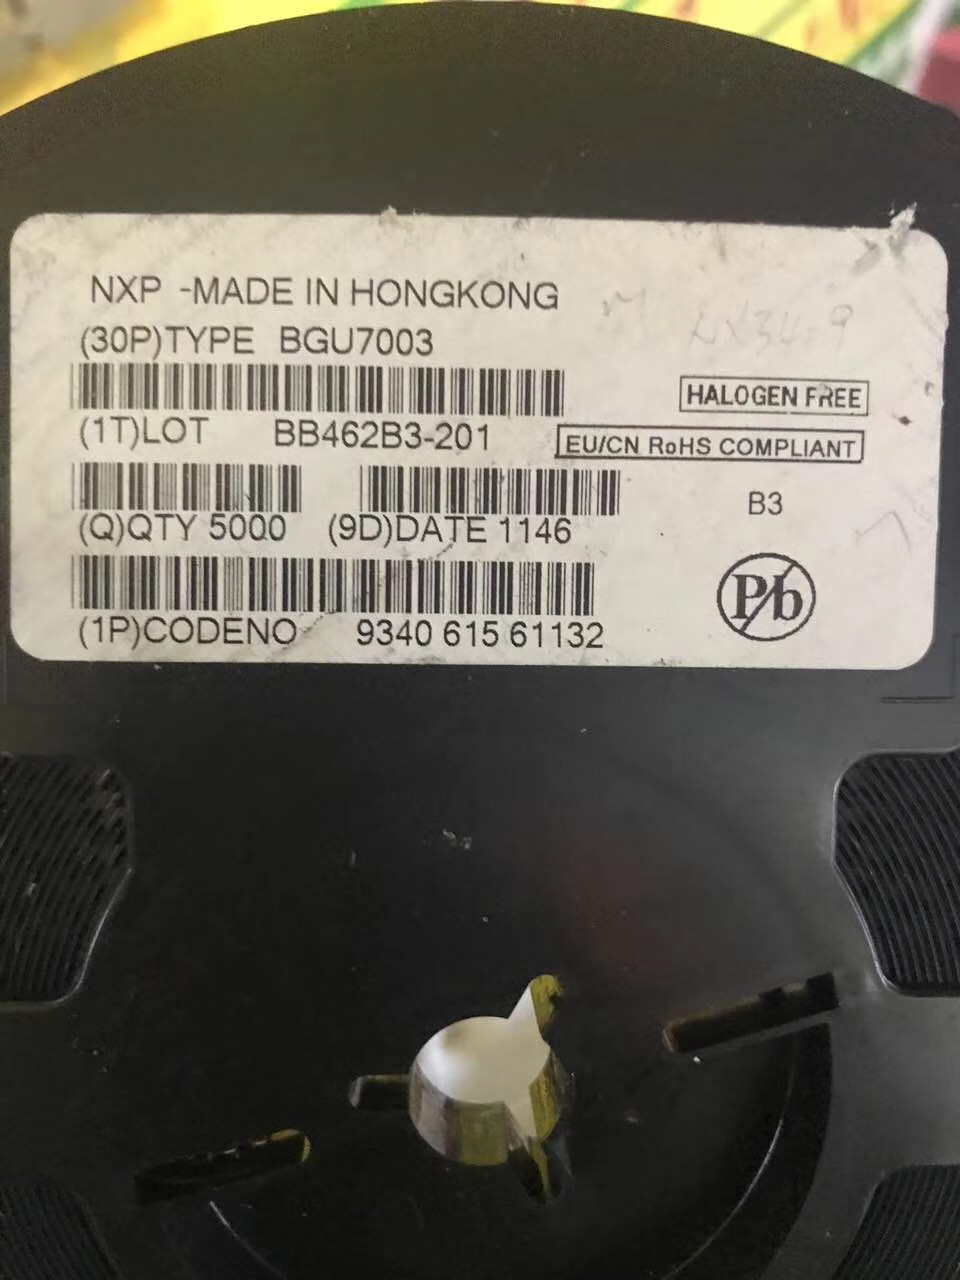 NXP -MADE IN HONGKONG
(30P)TYPE BGU7003
HALOGEN FREE
(1T)LOT BB462B3-201
EU/CN RoHS COMPLIANT
B3
(Q)QTY 5000 (9D)DATE 1146
Pb
(1P)CODENO 9340 615 61132